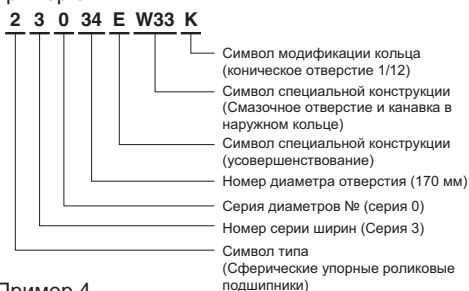 2 3 0 34 E W33 K
Символ модификации кольца
(коническое отверстие 1/12)
Символ специальной конструкции
(Смазочное отверстие и канавка в
наружном кольце)
Символ специальной конструкции
(усовершенствование)
Номер диаметра отверстия (170 мм)
Серия диаметров № (серия 0)
Номер серии ширин (Серия 3)
Символ типа
(Сферические упорные роликовые
подшипники)
Пример 4